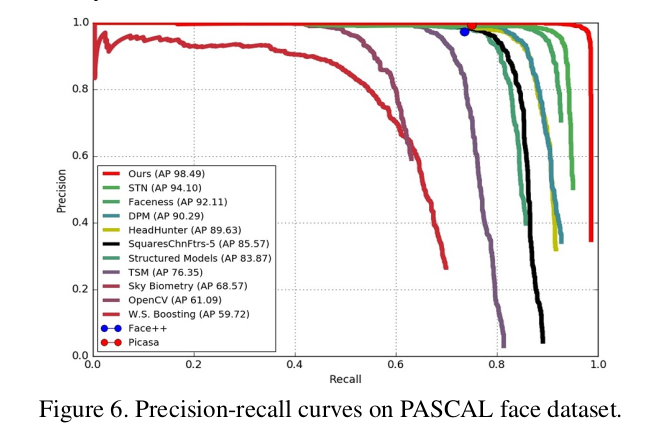 1.0
0.8
0.6
0.4
0.2
0.0
Precision
Ours (AP 98.49)
STN (AP 94.10)
Faceness (AP 92.11)
DPM (AP 90.29)
HeadHunter (AP 89.63)
SquaresChnFtrs-5 (AP 85.57)
Structured Models (AP 83.87)
TSM (AP 76.35)
Sky Biometry (AP 68.57)
OpenCV (AP 61.09)
W.S. Boosting (AP 59.72)
Face++
Picasa
0.0 0.2 0.4 0.6 0.8 1.0
Recall
Figure 6. Precision-recall curves on PASCAL face dataset.